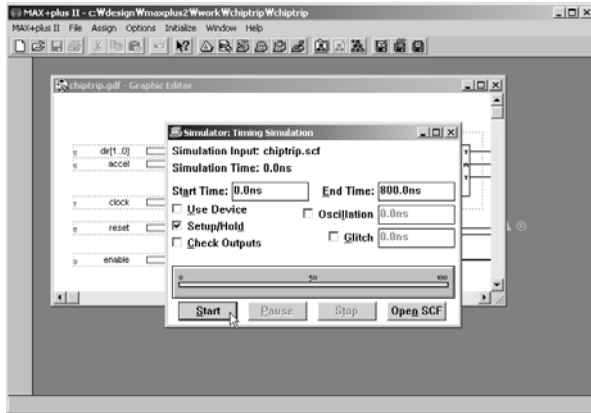 MAX+plus II - c:₩design₩maxplus2₩work₩chiptrip₩chiptrip
MAX+plus II File Assign Options Initialize Window Help
chiptrip.gdf - Graphic Editor
Simulator: Timing Simulation
Simulation Input: chiptrip.scf
Simulation Time: 0.0ns
Start Time: 0.0ns End Time: 800.0ns
Use Device
Oscillation 0.0ns
Setup/Hold
Glitch 0.0ns
Check Outputs
0 50 100
Start Pause Stop Open SCF
dir[1..0]
accel
clock
reset
enable
®